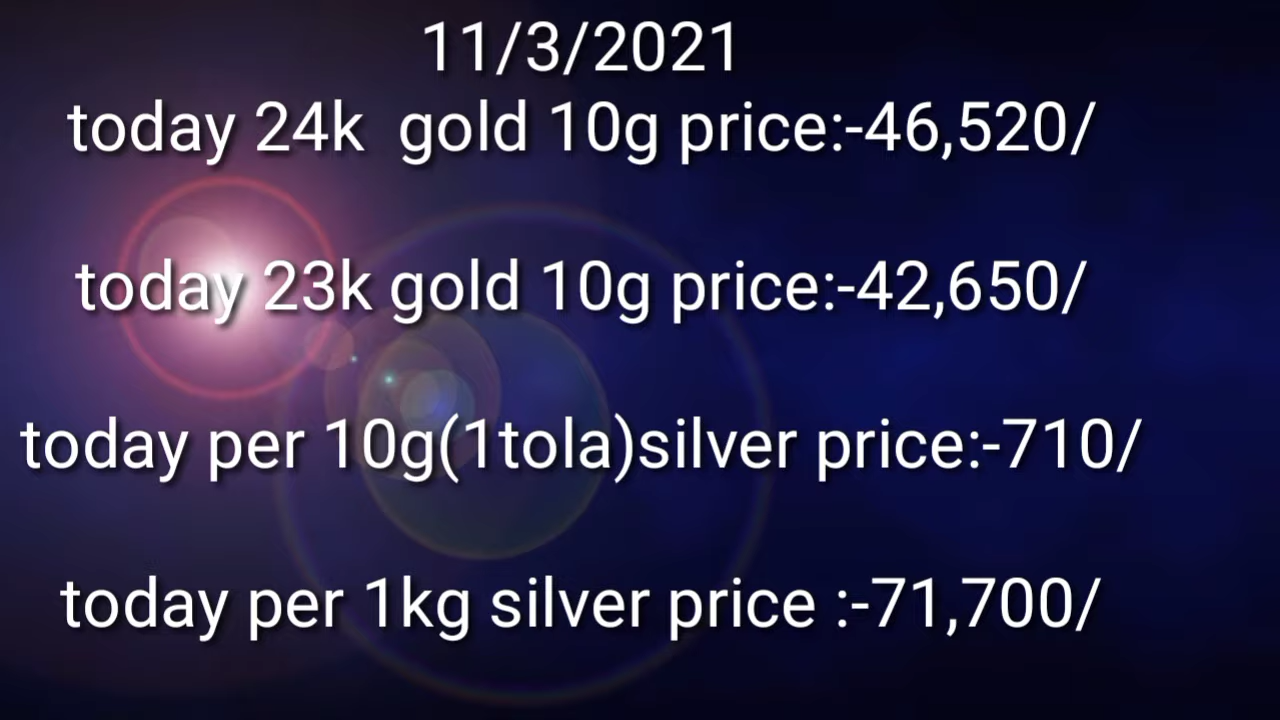 11/3/2021
today 24k gold 10g price:-46,520/
today 23k gold 10g price:-42,650/
today per 10g(1tola)silver price:-710/
today per 1kg silver price :-71,700/